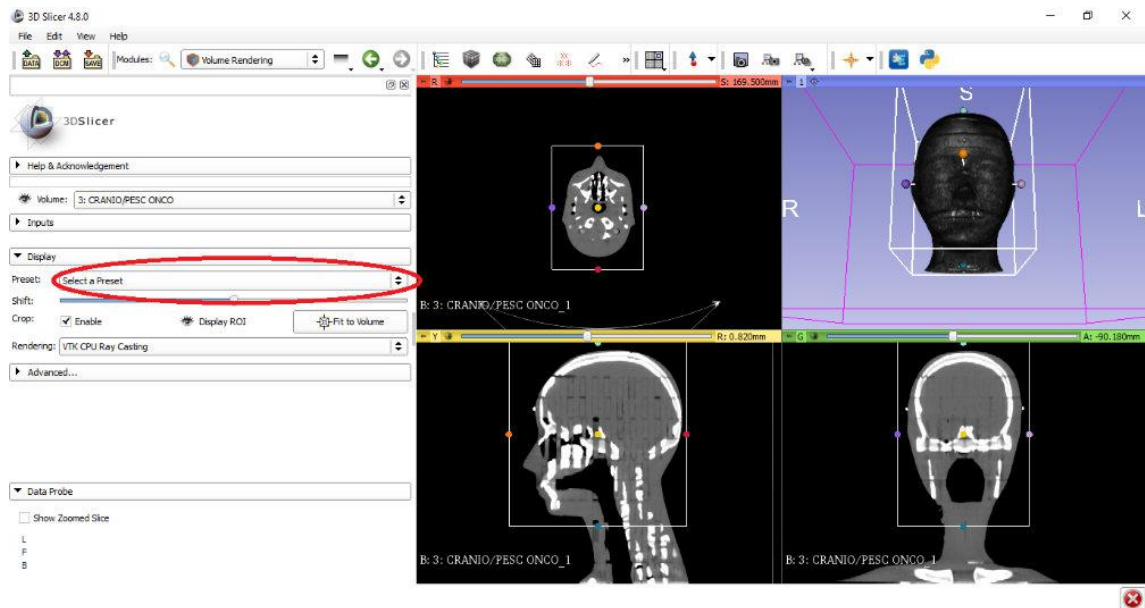 3D Slicer 4.8.0
File Edit View Help
DATA DCM SAVE Modules: Volume Rendering
3DSlicer
Help & Acknowledgement
Volume: 3: CRANIO/PESC ONCO
Inputs
Display
Preset: Select a Preset
Shift:
Crop: Enable Display ROI Fit to Volume
Rendering: VTK CPU Ray Casting
Advanced...
Data Probe
Show Zoomed Slice
L
F
B
R S: 169.500mm
B: 3: CRANIO/PESC ONCO_1
1
S
R
L
Y R: 0.820mm
B: 3: CRANIO/PESC ONCO_1
G A: -90.180mm
B: 3: CRANIO/PESC ONCO_1